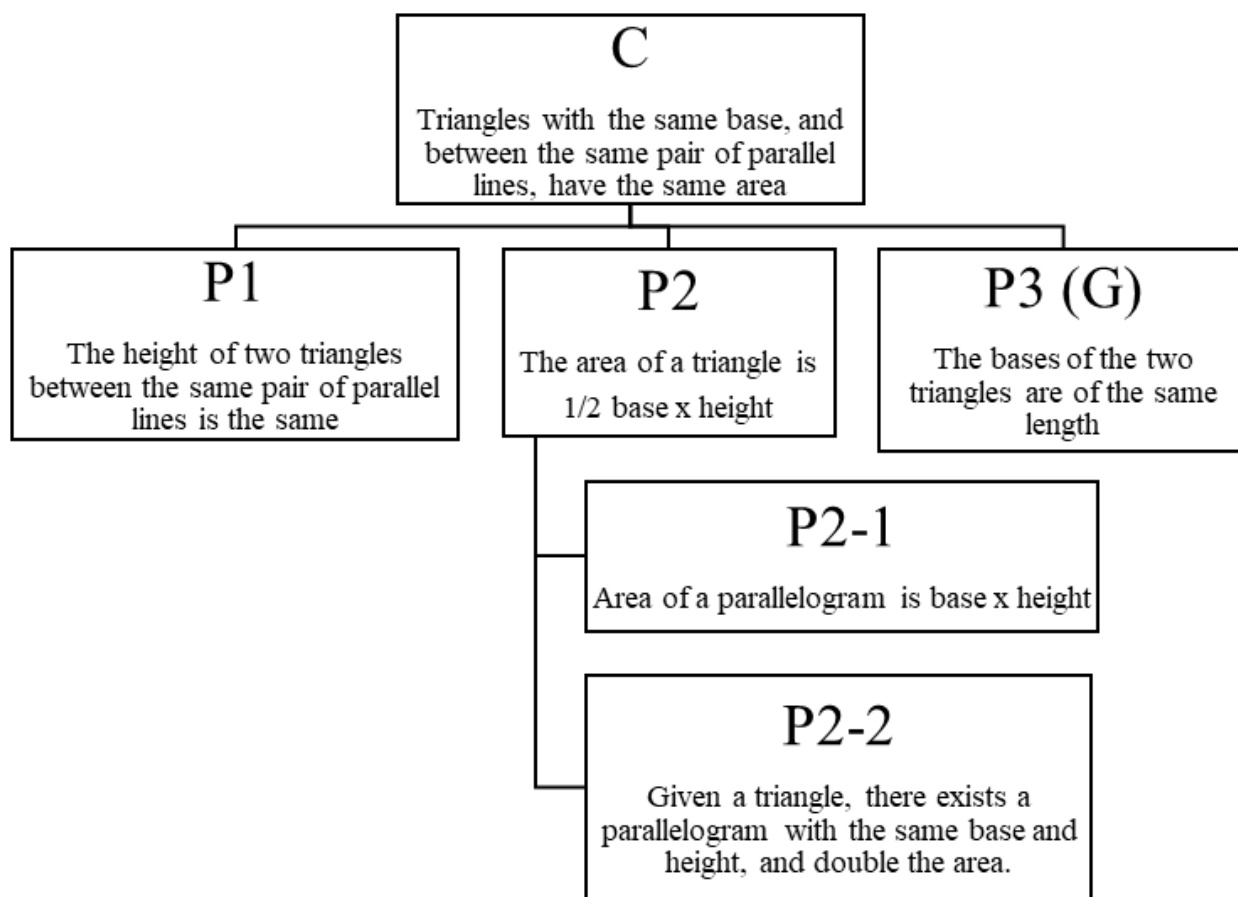 C
Triangles with the same base, and
between the same pair of parallel
lines, have the same area
P1
The height of two triangles
between the same pair of parallel
lines is the same
P2
The area of a triangle is
1/2 base x height
P3 (G)
The bases of the two
triangles are of the same
length
P2-1
Area of a parallelogram is base x height
P2-2
Given a triangle, there exists a
parallelogram with the same base and
height, and double the area.